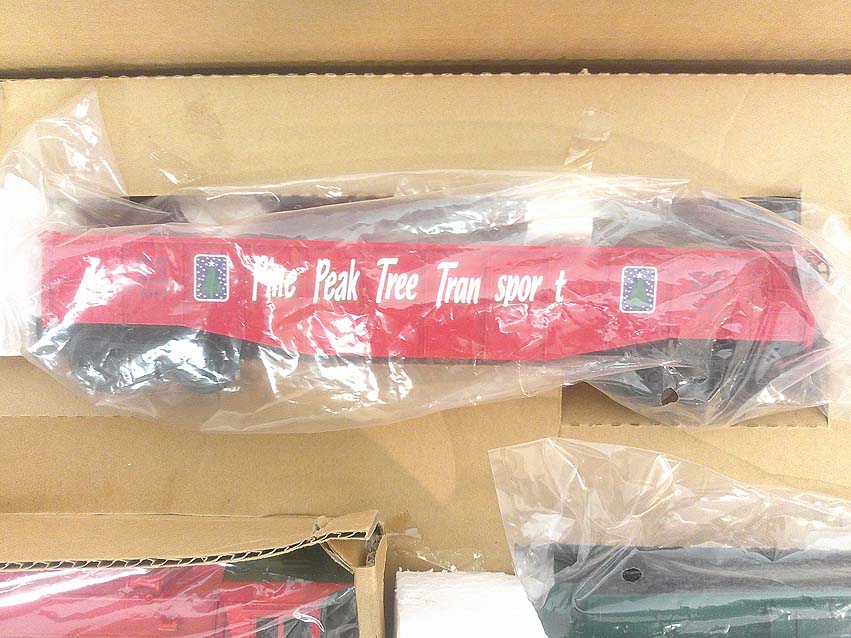 Pine Peak Tree Tran spor t